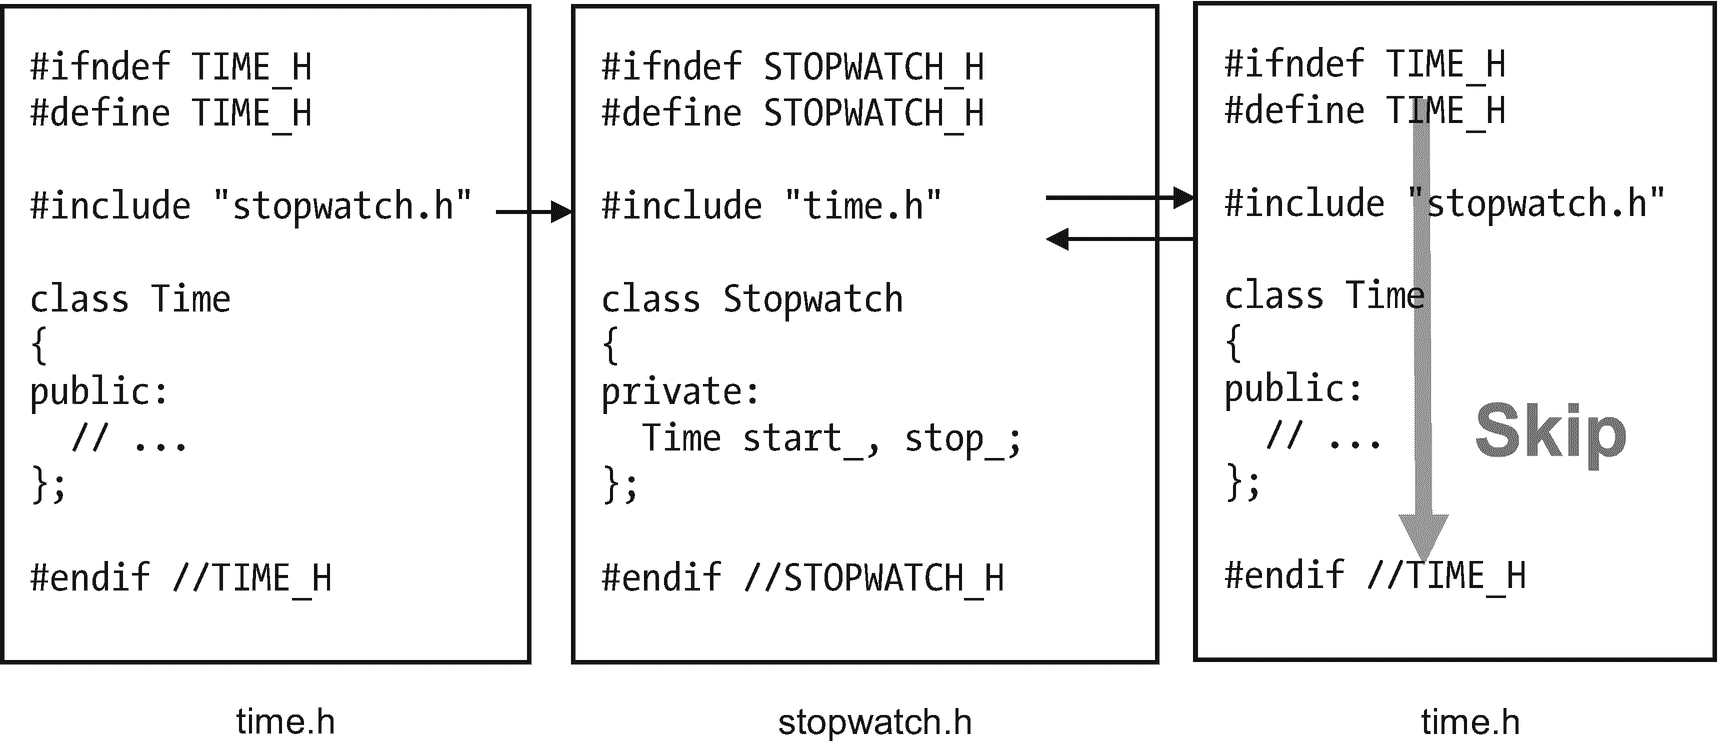 #ifndef TIME_H
#define TIME_H
#include "stopwatch.h"
class Time
{
public:
  // ...
};
#endif //TIME_H
time.h
#ifndef STOPWATCH_H
#define STOPWATCH_H
#include "time.h"
class Stopwatch
{
private:
  Time start_, stop_;
};
#endif //STOPWATCH_H
stopwatch.h
#ifndef TIME_H
#define TIME_H
#include "stopwatch.h"
class Time
{
public:
  // ...
};
#endif //TIME_H
Skip
time.h